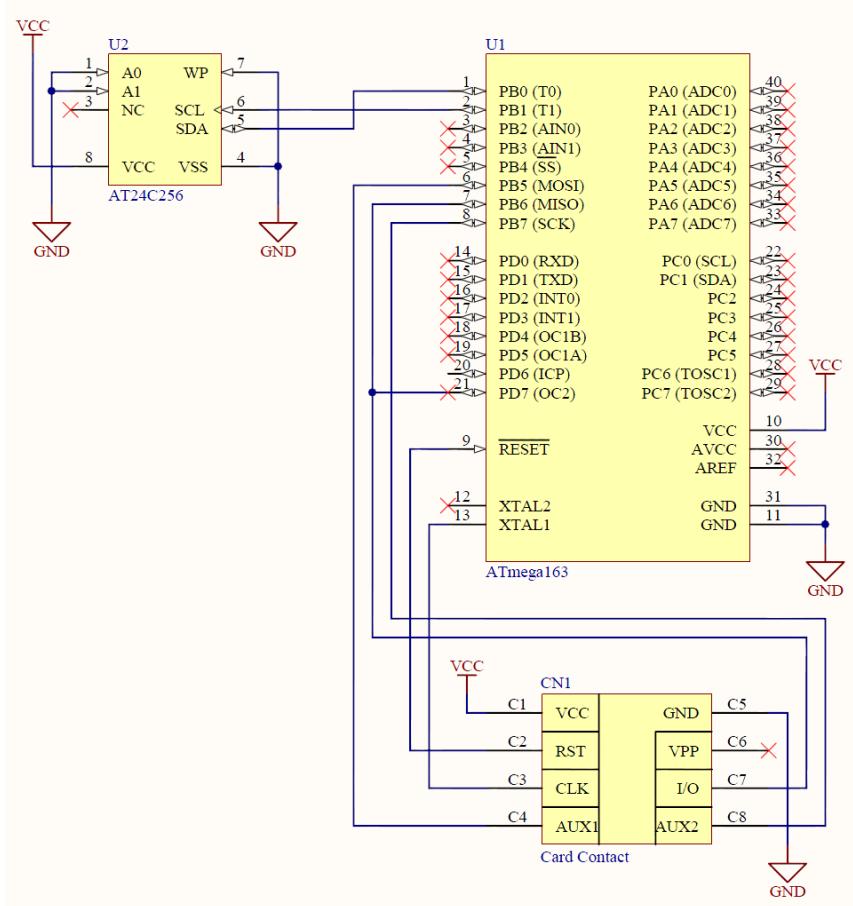 VCC
U2
1 A0 WP 7
2 A1
3 NC SCL 6
SDA 5
8 VCC VSS 4
AT24C256
GND
GND
U1
1 PB0 (T0) PA0 (ADC0) 40
2 PB1 (T1) PA1 (ADC1) 39
3 PB2 (AIN0) PA2 (ADC2) 38
4 PB3 (AIN1) PA3 (ADC3) 37
5 PB4 (SS) PA4 (ADC4) 36
6 PB5 (MOSI) PA5 (ADC5) 35
7 PB6 (MISO) PA6 (ADC6) 34
8 PB7 (SCK) PA7 (ADC7) 33
14 PD0 (RXD) PC0 (SCL) 22
15 PD1 (TXD) PC1 (SDA) 23
16 PD2 (INT0) PC2 24
17 PD3 (INT1) PC3 25
18 PD4 (OC1B) PC4 26
19 PD5 (OC1A) PC5 27
20 PD6 (ICP) PC6 (TOSC1) 28
21 PD7 (OC2) PC7 (TOSC2) 29
VCC
VCC 10
9 RESET AVCC 30
AREF 32
12 XTAL2 GND 31
13 XTAL1 GND 11
ATmega163
GND
VCC
CN1
C1 VCC GND C5
C2 RST VPP C6
C3 CLK I/O C7
C4 AUX1 AUX2 C8
Card Contact
GND